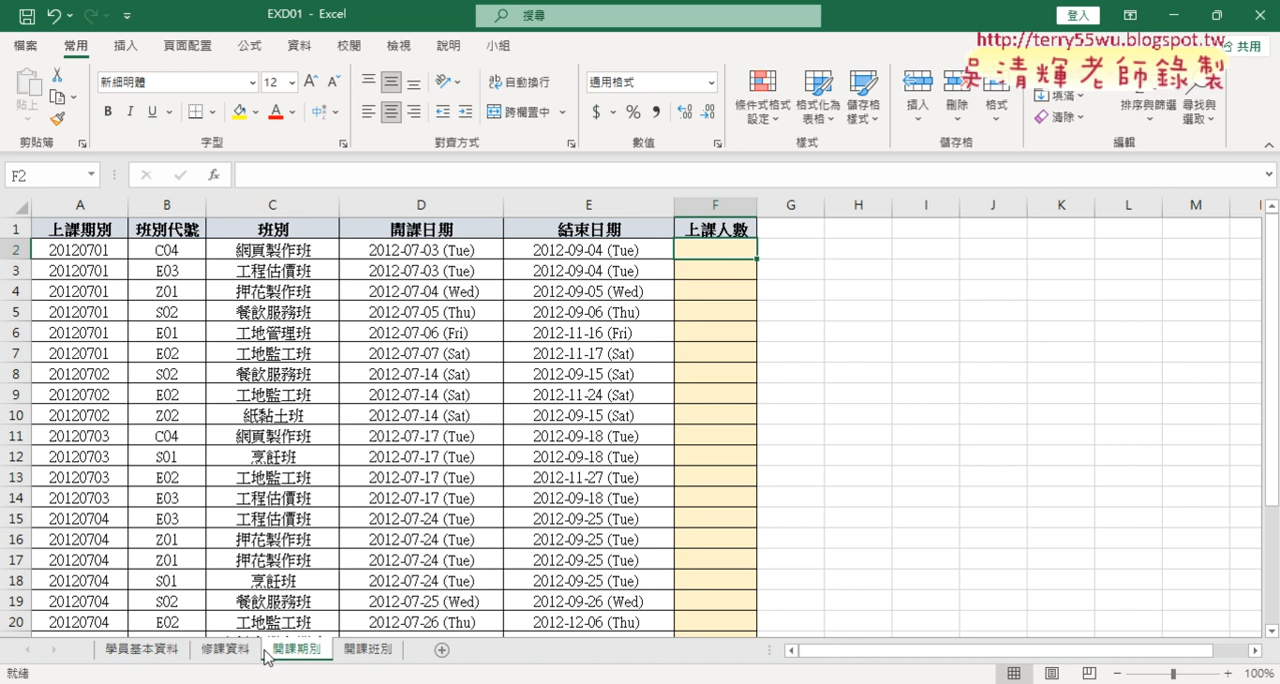 EXD01 - Excel
搜尋
登入
http://terry55wu.blogspot.tw
吳清輝老師錄製
檔案 常用 插入 頁面配置 公式 資料 校閱 檢視 說明 小組 共用
貼上
剪貼簿
新細明體 12
B I U
字型
自動換行
跨欄置中
對齊方式
通用格式
$ % ,
數值
條件式格式設定 格式化為表格 儲存格樣式
樣式
插入 刪除 格式
儲存格
填滿
清除
排序與篩選 尋找與選取
編輯
F2 fx
A B C D E F G H I J K L M
1 上課期別 班別代號 班別 開課日期 結束日期 上課人數
2 20120701 C04 網頁製作班 2012-07-03 (Tue) 2012-09-04 (Tue)
3 20120701 E03 工程估價班 2012-07-03 (Tue) 2012-09-04 (Tue)
4 20120701 Z01 押花製作班 2012-07-04 (Wed) 2012-09-05 (Wed)
5 20120701 S02 餐飲服務班 2012-07-05 (Thu) 2012-09-06 (Thu)
6 20120701 E01 工地管理班 2012-07-06 (Fri) 2012-11-16 (Fri)
7 20120701 E02 工地監工班 2012-07-07 (Sat) 2012-11-17 (Sat)
8 20120702 S02 餐飲服務班 2012-07-14 (Sat) 2012-09-15 (Sat)
9 20120702 E02 工地監工班 2012-07-14 (Sat) 2012-11-24 (Sat)
10 20120702 Z02 紙黏土班 2012-07-14 (Sat) 2012-09-15 (Sat)
11 20120703 C04 網頁製作班 2012-07-17 (Tue) 2012-09-18 (Tue)
12 20120703 S01 烹飪班 2012-07-17 (Tue) 2012-09-18 (Tue)
13 20120703 E02 工地監工班 2012-07-17 (Tue) 2012-11-27 (Tue)
14 20120703 E03 工程估價班 2012-07-17 (Tue) 2012-09-18 (Tue)
15 20120704 E03 工程估價班 2012-07-24 (Tue) 2012-09-25 (Tue)
16 20120704 Z01 押花製作班 2012-07-24 (Tue) 2012-09-25 (Tue)
17 20120704 Z01 押花製作班 2012-07-24 (Tue) 2012-09-25 (Tue)
18 20120704 S01 烹飪班 2012-07-24 (Tue) 2012-09-25 (Tue)
19 20120704 S02 餐飲服務班 2012-07-25 (Wed) 2012-09-26 (Wed)
20 20120704 E02 工地監工班 2012-07-26 (Thu) 2012-12-06 (Thu)
學員基本資料 修課資料 開課期別 開課班別
就緒 100%